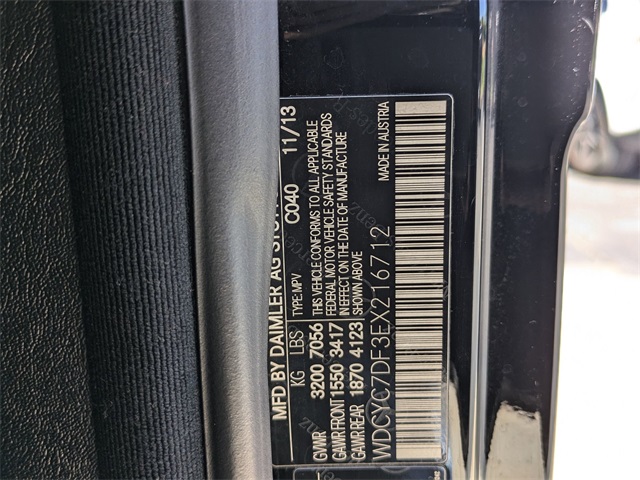 MFD BY DAIMLER AG
KG LBS TYPE: MPV C040 11/13
GVWR 3200 7056
GAWR FRONT 1550 3417
GAWR REAR 1870 4123
THIS VEHICLE CONFORMS TO ALL APPLICABLE
FEDERAL MOTOR VEHICLE SAFETY STANDARDS
IN EFFECT ON THE DATE OF MANUFACTURE
SHOWN ABOVE
MADE IN AUSTRIA
WDCYC7DF3EX216712